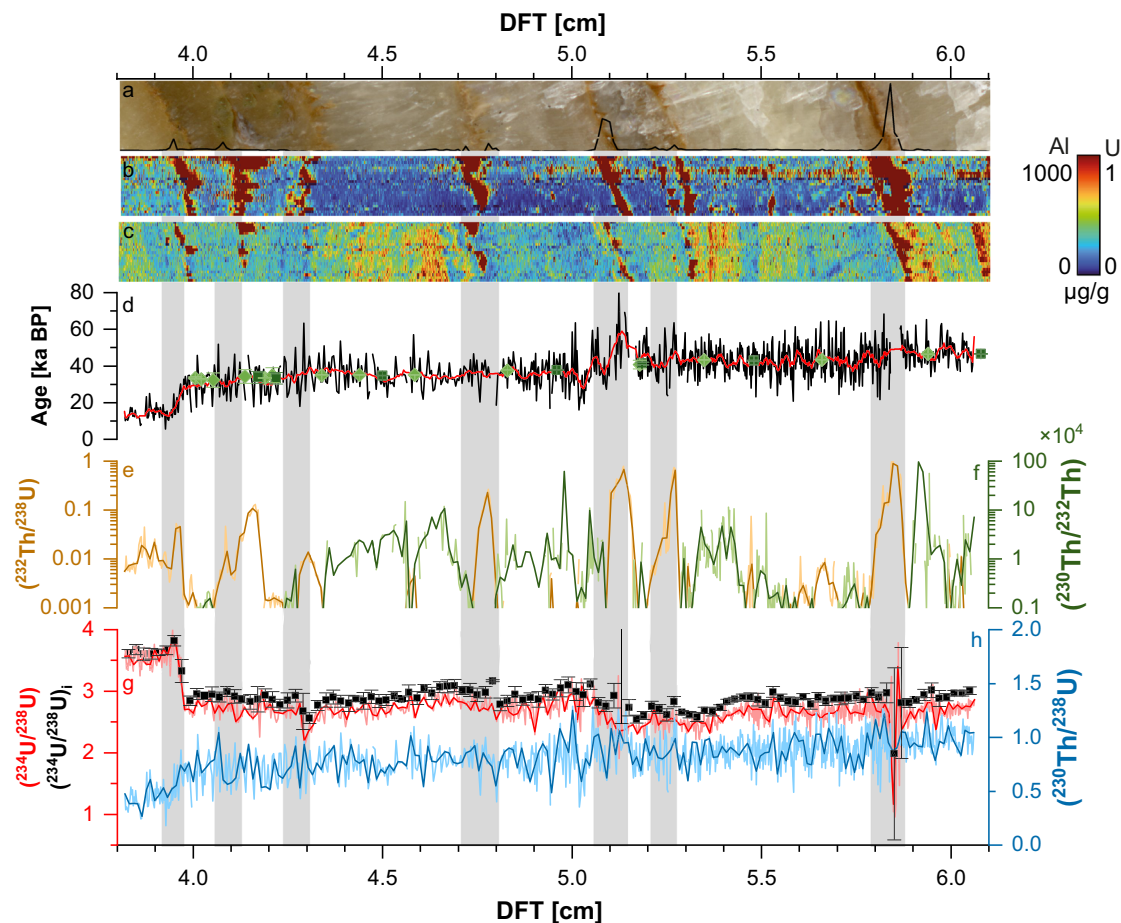 DFT [cm]
4.0 4.5 5.0 5.5 6.0
a
Al U
b
1000 1
c
0 0
µg/g
80 d
60
40
20
0
Age [ka BP]
×10⁴
1 e f 100
0.1 10
0.01 1
0.001 0.1
(²³²Th/²³⁸U)
(²³⁰Th/²³²Th)
4 h 2.0
3 g 1.5
2 1.0
1 0.5
0.0
(²³⁴U/²³⁸U)
(²³⁴U/²³⁸U)ᵢ
(²³⁰Th/²³⁸U)
4.0 4.5 5.0 5.5 6.0
DFT [cm]